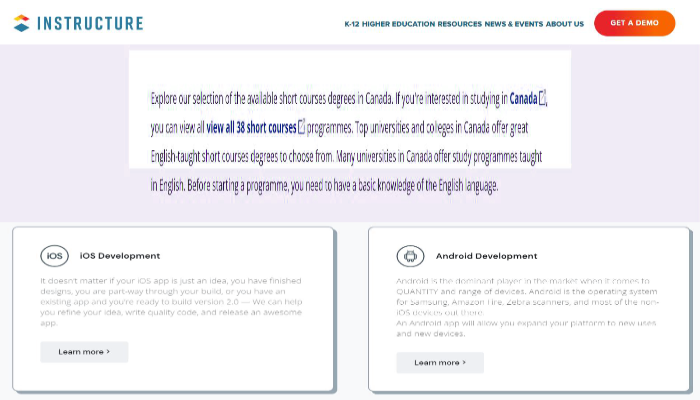 INSTRUCTURE
K-12 HIGHER EDUCATION RESOURCES NEWS & EVENTS ABOUT US
GET A DEMO
Explore our selection of the available short courses degrees in Canada. If you're interested in studying in Canada,
you can view all view all 38 short courses programmes. Top universities and colleges in Canada offer great
English-taught short courses degrees to choose from. Many universities in Canada offer study programmes taught
in English. Before starting a programme, you need to have a basic knowledge of the English language.
iOS
iOS Development
It doesn't matter if your iOS app is just an idea, you have finished
designs, you are part-way through your build, or you have an
existing app and you're ready to build version 2.0 — We can help
you refine your idea, write quality code, and release an awesome
app.
Learn more >
Android Development
Android is the dominant player in the market when it comes to
QUANTITY and range of devices. Android is the operating system
for Samsung, Amazon Fire, Zebra scanners, and most of the non-
iOS devices out there.
An Android app will allow you expand your platform to new uses
and new devices.
Learn more >